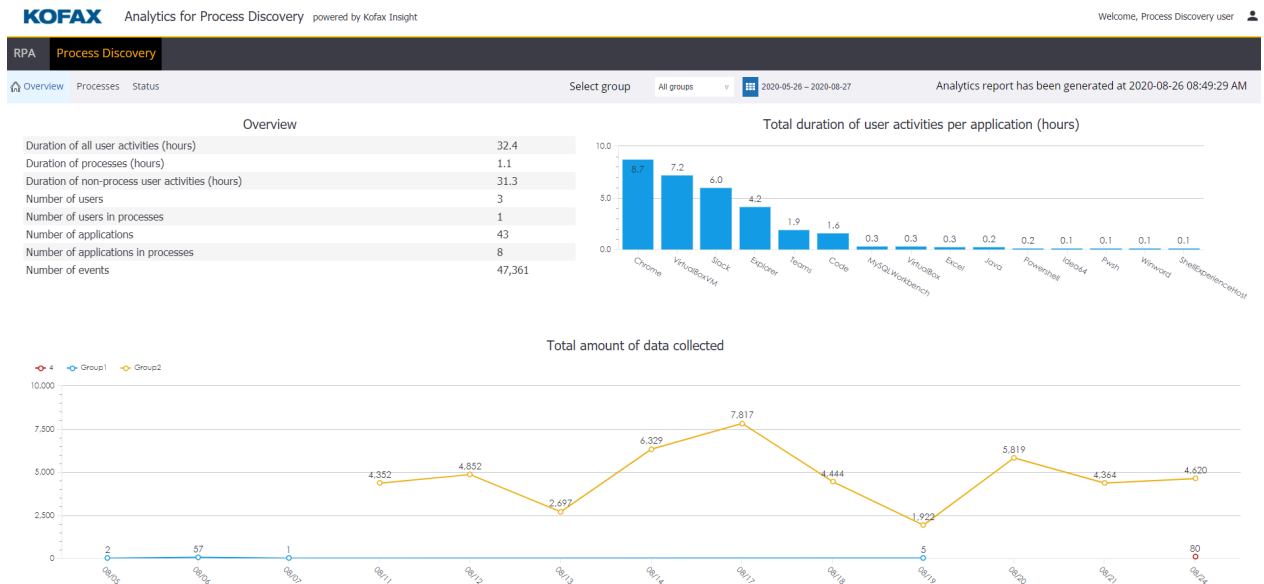 KOFAX Analytics for Process Discovery powered by Kofax Insight Welcome, Process Discovery user
RPA Process Discovery
Overview Processes Status Select group All groups 2020-05-26 – 2020-08-27 Analytics report has been generated at 2020-08-26 08:49:29 AM
Overview
Duration of all user activities (hours) 32.4
Duration of processes (hours) 1.1
Duration of non-process user activities (hours) 31.3
Number of users 3
Number of users in processes 1
Number of applications 43
Number of applications in processes 8
Number of events 47,361
Total duration of user activities per application (hours)
10.0
5.0
0.0
8.7 7.2 6.0 4.2 1.9 1.6 0.3 0.3 0.3 0.2 0.2 0.1 0.1 0.1 0.1
Chrome VirtualBoxVM Slack Explorer Teams Code MySQLWorkbench VirtualBox Excel Java Powershell Idea64 Pwsh Winword ShellExperienceHost
Total amount of data collected
4 Group1 Group2
10.000
7.500
5.000
2.500
0
4,352 4,852 2,697 6,329 7,817 4,444 1,922 5,819 4,364 4,620
2 57 1 5 80
08/05 08/06 08/07 08/11 08/12 08/13 08/14 08/17 08/18 08/19 08/20 08/21 08/24